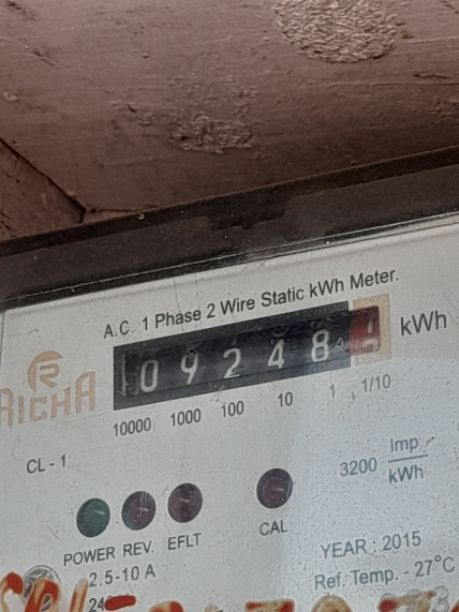 A.C. 1 Phase 2 Wire Static kWh Meter.
09248 kWh
RICHA
10000 1000 100 10 1 1/10
CL - 1
3200 Imp/kWh
POWER REV. EFLT CAL
YEAR : 2015
2.5-10 A
Ref. Temp. - 27°C